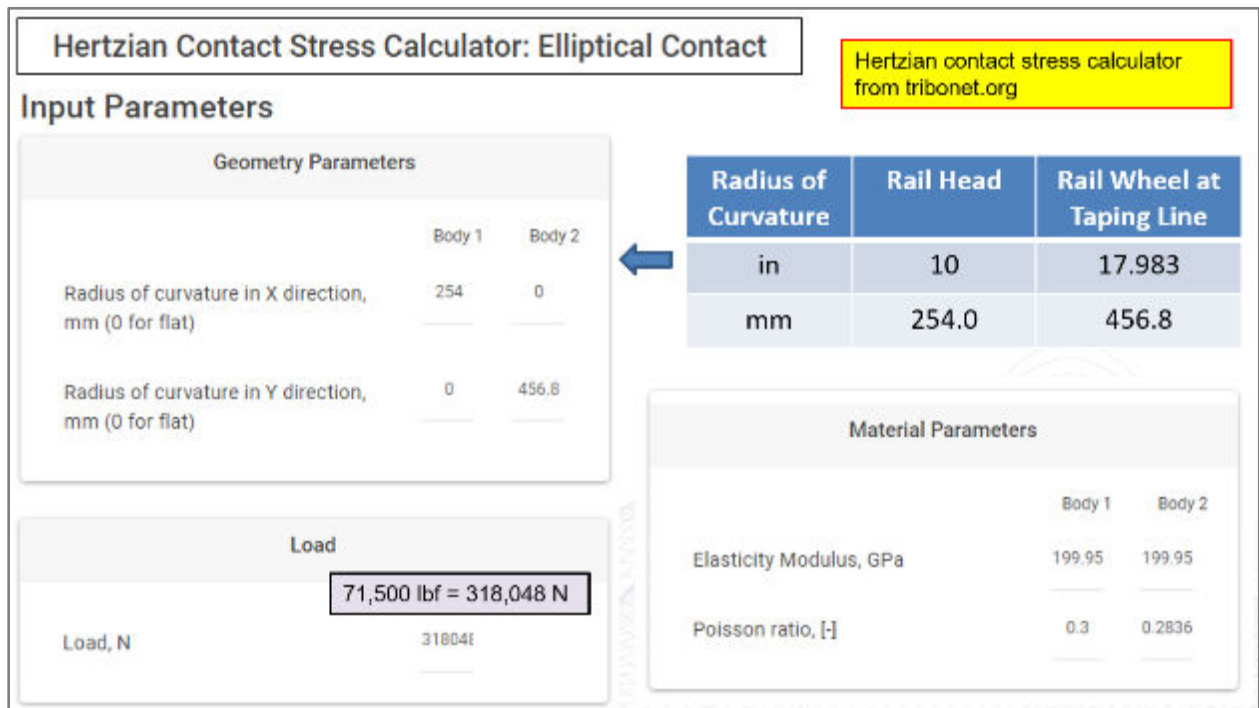 Hertzian Contact Stress Calculator: Elliptical Contact
Hertzian contact stress calculator
from tribonet.org
Input Parameters
Geometry Parameters
Body 1 Body 2
Radius of curvature in X direction, 254 0
mm (0 for flat)
Radius of curvature in Y direction, 0 456.8
mm (0 for flat)
Radius of Rail Head Rail Wheel at
Curvature Taping Line
in 10 17.983
mm 254.0 456.8
Load
71,500 lbf = 318,048 N
Load, N 318048
Material Parameters
Body 1 Body 2
Elasticity Modulus, GPa 199.95 199.95
Poisson ratio, [-] 0.3 0.2836